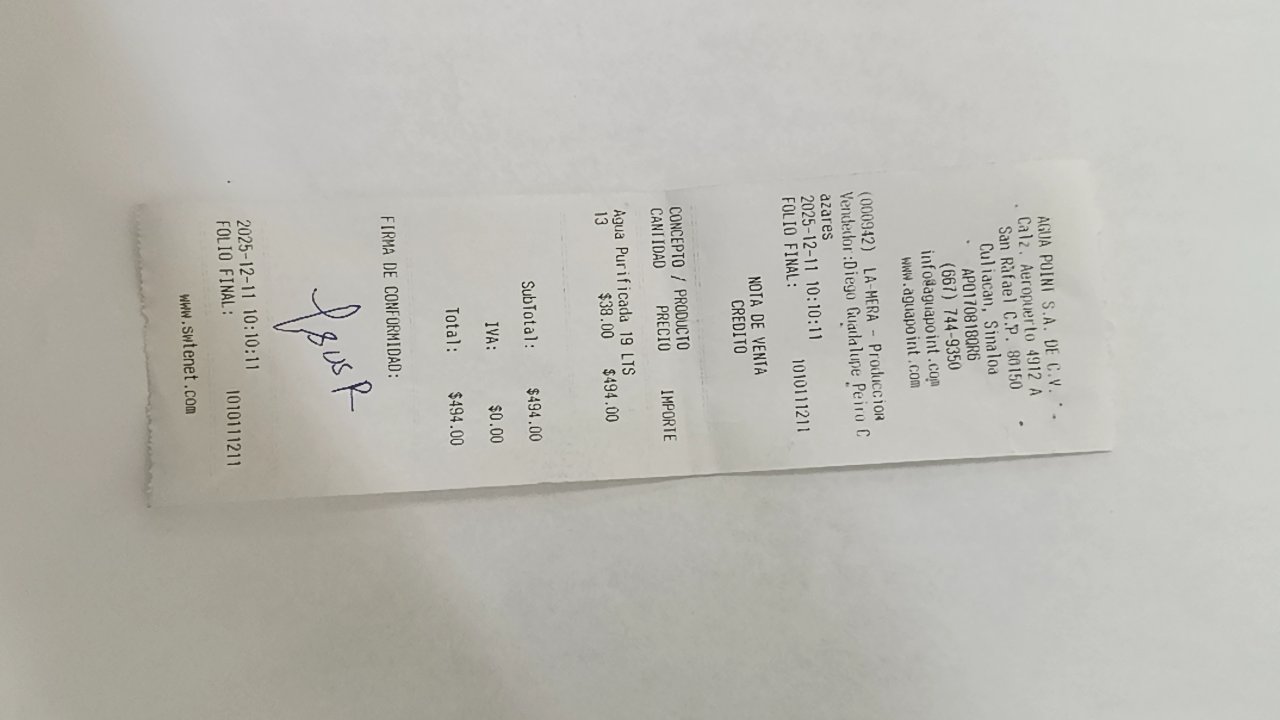 AGUA POINT S.A. DE C.V.
Calz. Aeropuerto 4912 A
San Rafael C.P. 80150
Culiacan, Sinaloa
APO170818QR6
(667) 744-9350
info@aguapoint.com
www.aguapoint.com
(000942) LA-MERA - Produccion
Vendedor:Diego Guadalupe Peiro C
azares
2025-12-11 10:10:11
FOLIO FINAL: 1010111211
NOTA DE VENTA
CREDITO
CONCEPTO / PRODUCTO
CANTIDAD PRECIO IMPORTE
Agua Purificada 19 LTS
13 $38.00 $494.00
SubTotal: $494.00
IVA: $0.00
Total: $494.00
FIRMA DE CONFORMIDAD:
2025-12-11 10:10:11
FOLIO FINAL: 1010111211
www.swtenet.com